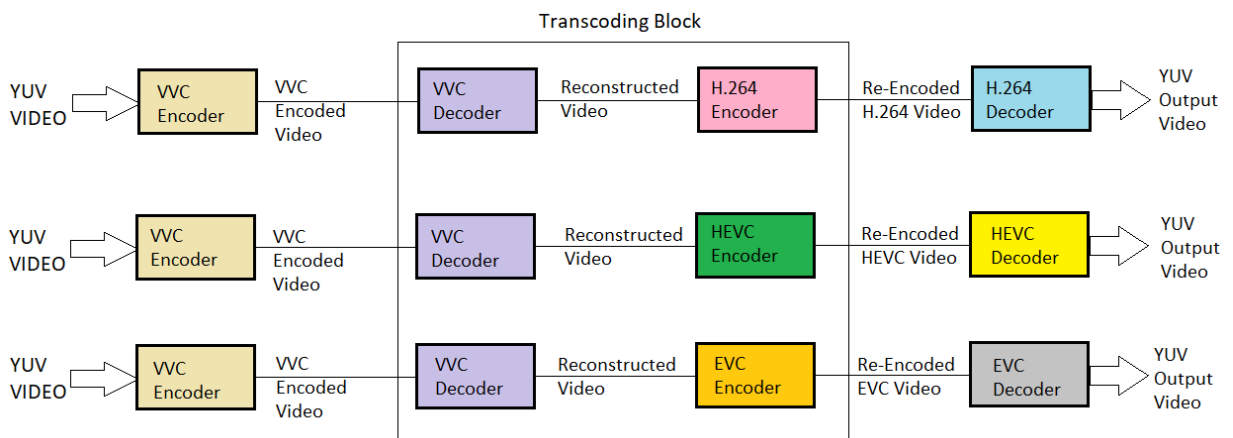 Transcoding Block
YUV
VIDEO
VVC
Encoder
VVC
Encoded
Video
VVC
Decoder
Reconstructed
Video
H.264
Encoder
Re-Encoded
H.264 Video
H.264
Decoder
YUV
Output
Video
YUV
VIDEO
VVC
Encoder
VVC
Encoded
Video
VVC
Decoder
Reconstructed
Video
HEVC
Encoder
Re-Encoded
HEVC Video
HEVC
Decoder
YUV
Output
Video
YUV
VIDEO
VVC
Encoder
VVC
Encoded
Video
VVC
Decoder
Reconstructed
Video
EVC
Encoder
Re-Encoded
EVC Video
EVC
Decoder
YUV
Output
Video